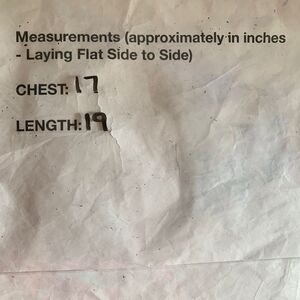 Measurements (approximately in inches
- Laying Flat Side to Side)
CHEST: 17
LENGTH: 19